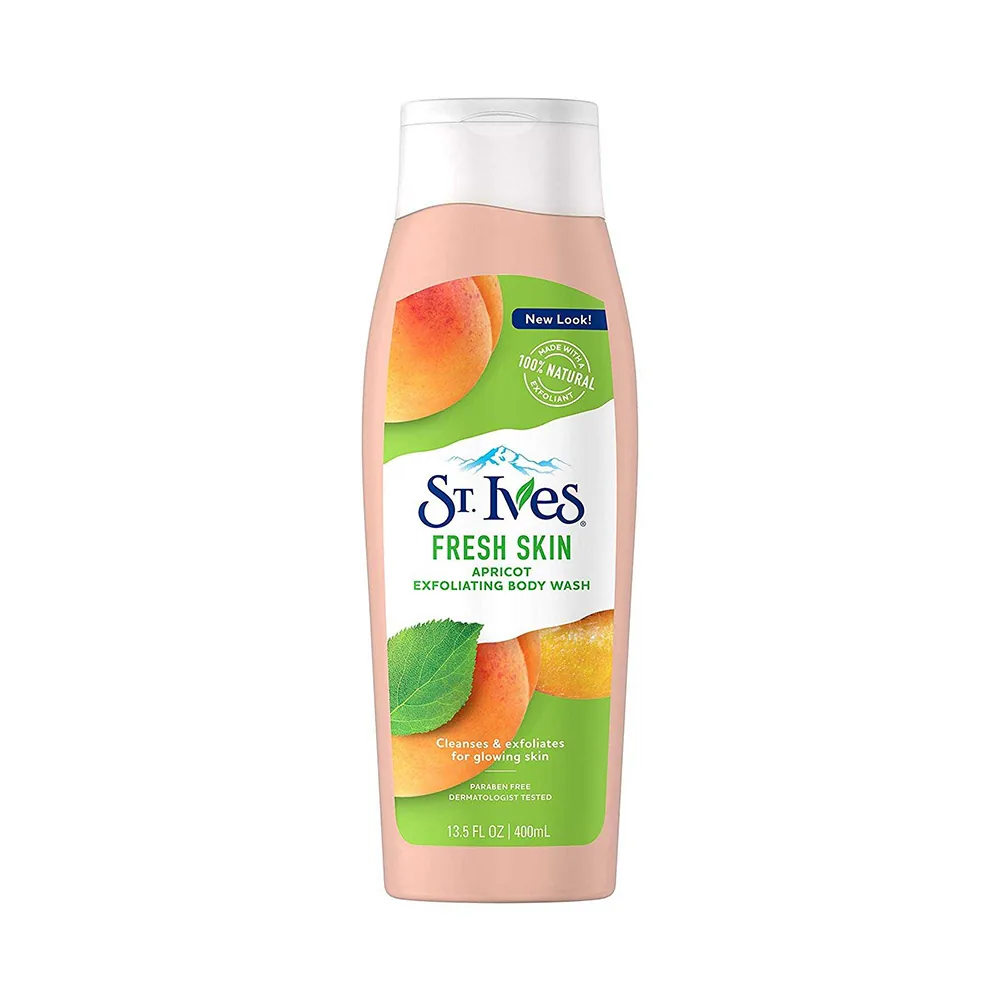 New Look!
MADE WITH A
100% NATURAL
EXFOLIANT
ST. Ives®
FRESH SKIN
APRICOT
EXFOLIATING BODY WASH
Cleanses & exfoliates
for glowing skin
PARABEN FREE
DERMATOLOGIST TESTED
13.5 FL OZ | 400mL